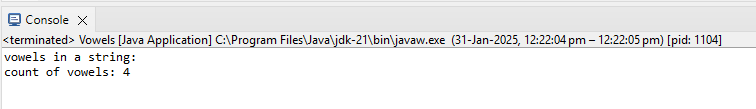 Console
<terminated> Vowels [Java Application] C:\Program Files\Java\jdk-21\bin\javaw.exe (31-Jan-2025, 12:22:04 pm – 12:22:05 pm) [pid: 1104]
vowels in a string:
count of vowels: 4